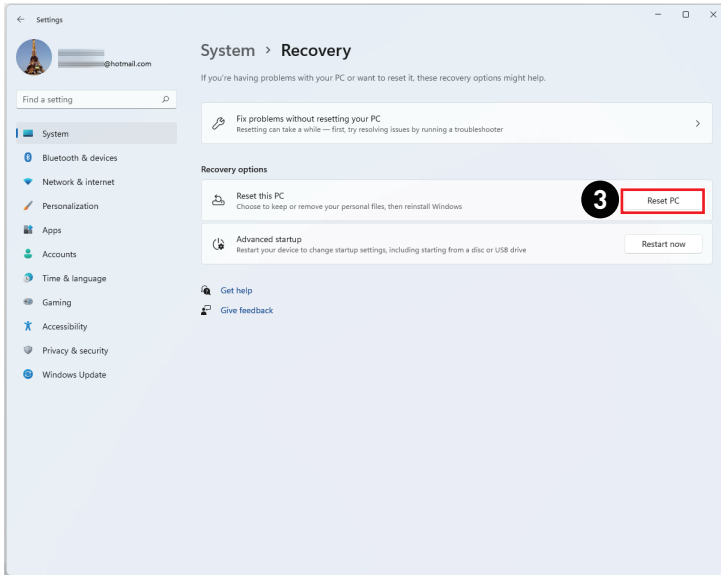 Settings
@hotmail.com
Find a setting
System
Bluetooth & devices
Network & internet
Personalization
Apps
Accounts
Time & language
Gaming
Accessibility
Privacy & security
Windows Update
System > Recovery
If you're having problems with your PC or want to reset it, these recovery options might help.
Fix problems without resetting your PC
Resetting can take a while — first, try resolving issues by running a troubleshooter
Recovery options
Reset this PC
Choose to keep or remove your personal files, then reinstall Windows
3
Reset PC
Advanced startup
Restart your device to change startup settings, including starting from a disc or USB drive
Restart now
Get help
Give feedback